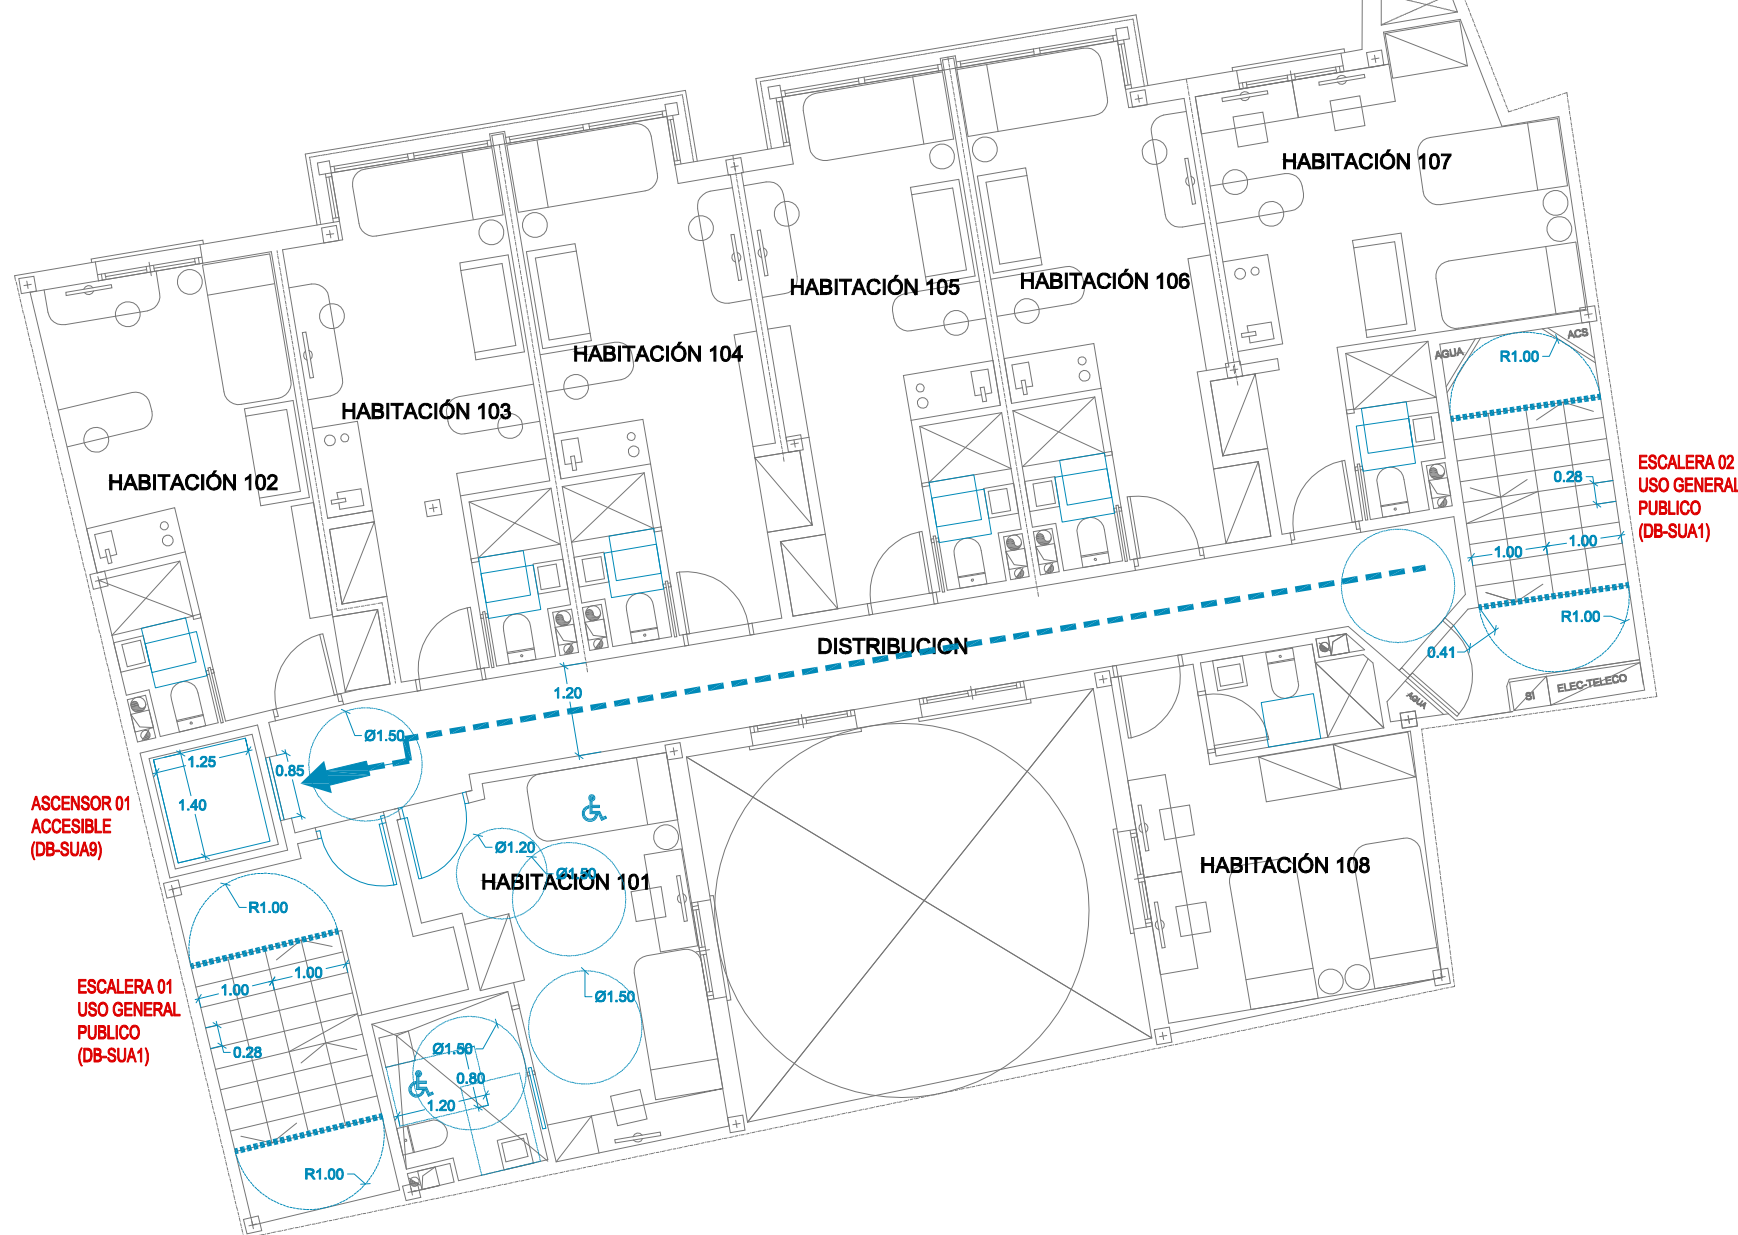 HABITACIÓN 107
ACS
AGUA
R1.00
HABITACIÓN 106
HABITACIÓN 105
HABITACIÓN 104
HABITACIÓN 103
HABITACIÓN 102
ESCALERA 02
USO GENERAL
PUBLICO
(DB-SUA1)
0.28
1.00
1.00
R1.00
0.41
ELEC-TELECO
SI
AGUA
DISTRIBUCION
1.20
Ø1.50
0.85
1.25
1.40
ASCENSOR 01
ACCESIBLE
(DB-SUA9)
Ø1.20
Ø1.50
HABITACIÓN 101
HABITACIÓN 108
R1.00
ESCALERA 01
USO GENERAL
PUBLICO
(DB-SUA1)
1.00
1.00
0.28
Ø1.50
Ø1.50
0.80
1.20
R1.00